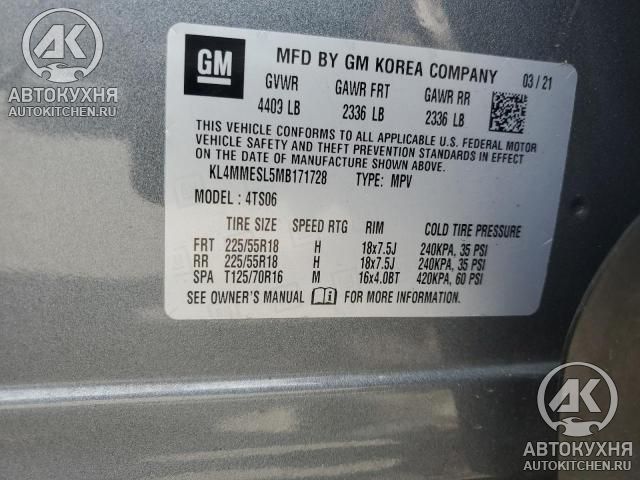 AK
АВТОКУХНЯ
AUTOKITCHEN.RU
GM
MFD BY GM KOREA COMPANY 03/21
GVWR GAWR FRT GAWR RR
4409 LB 2336 LB 2336 LB
THIS VEHICLE CONFORMS TO ALL APPLICABLE U.S. FEDERAL MOTOR
VEHICLE SAFETY AND THEFT PREVENTION STANDARDS IN EFFECT
ON THE DATE OF MANUFACTURE SHOWN ABOVE.
KL4MMESL5MB171728 TYPE: MPV
MODEL : 4TS06
TIRE SIZE SPEED RTG RIM COLD TIRE PRESSURE
FRT 225/55R18 H 18x7.5J 240KPA, 35 PSI
RR 225/55R18 H 18x7.5J 240KPA, 35 PSI
SPA T125/70R16 M 16x4.0BT 420KPA, 60 PSI
SEE OWNER'S MANUAL FOR MORE INFORMATION.
AK
АВТОКУХНЯ
AUTOKITCHEN.RU